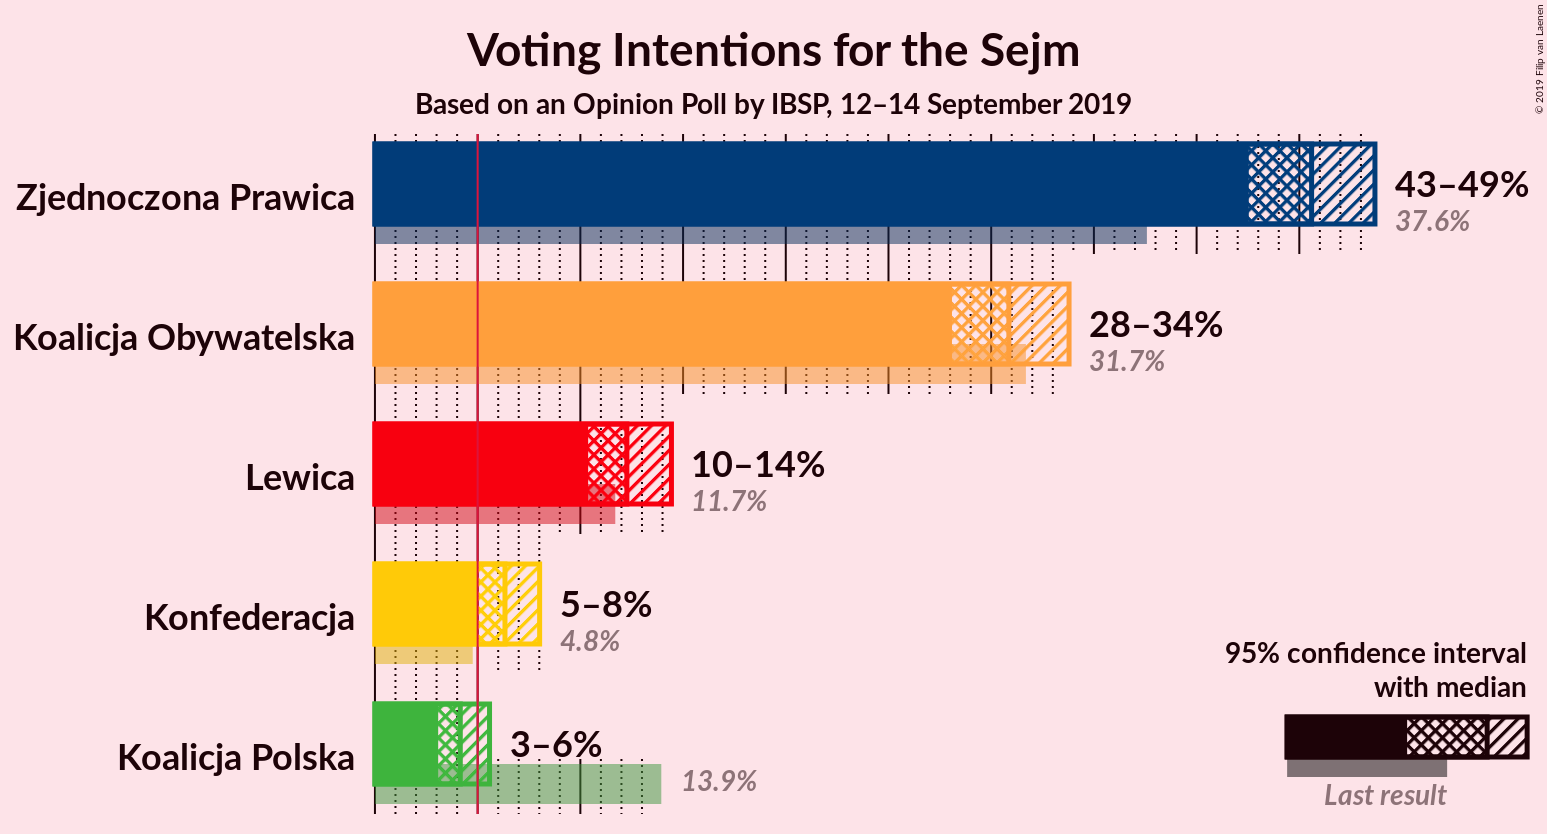 Voting Intentions for the Sejm
Based on an Opinion Poll by IBSP, 12–14 September 2019
© 2019 Filip van Laenen
Zjednoczona Prawica
43–49%
37.6%
Koalicja Obywatelska
28–34%
31.7%
Lewica
10–14%
11.7%
Konfederacja
5–8%
4.8%
Koalicja Polska
3–6%
13.9%
95% confidence interval
with median
Last result